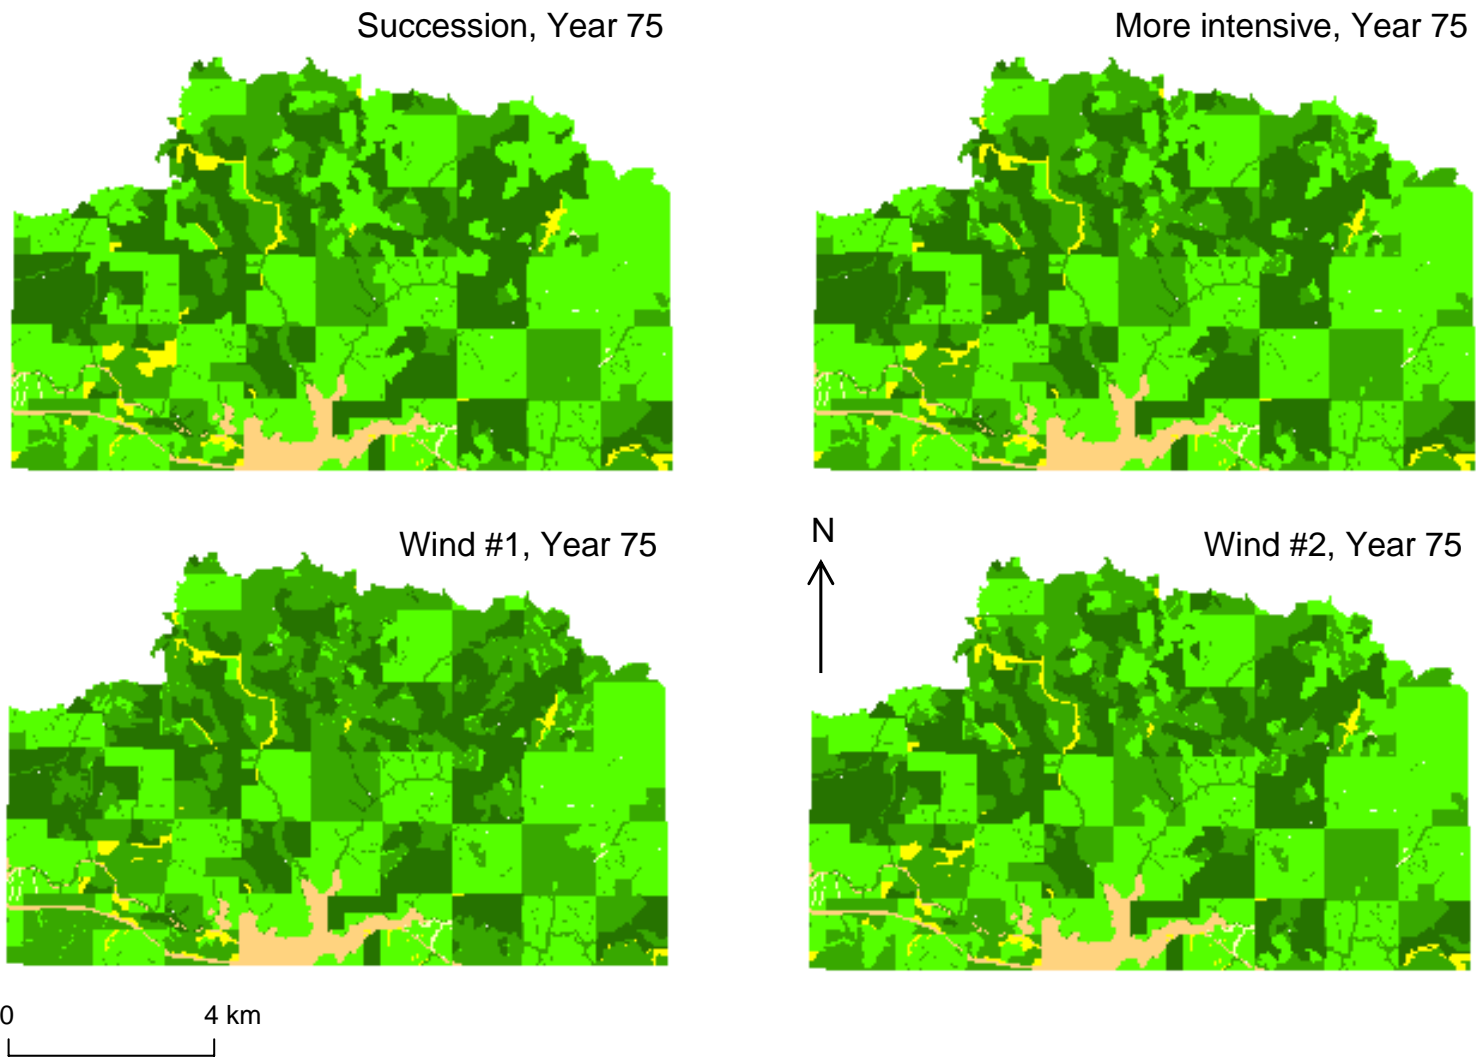 Succession, Year 75
More intensive, Year 75
Wind #1, Year 75
N
Wind #2, Year 75
0
4 km